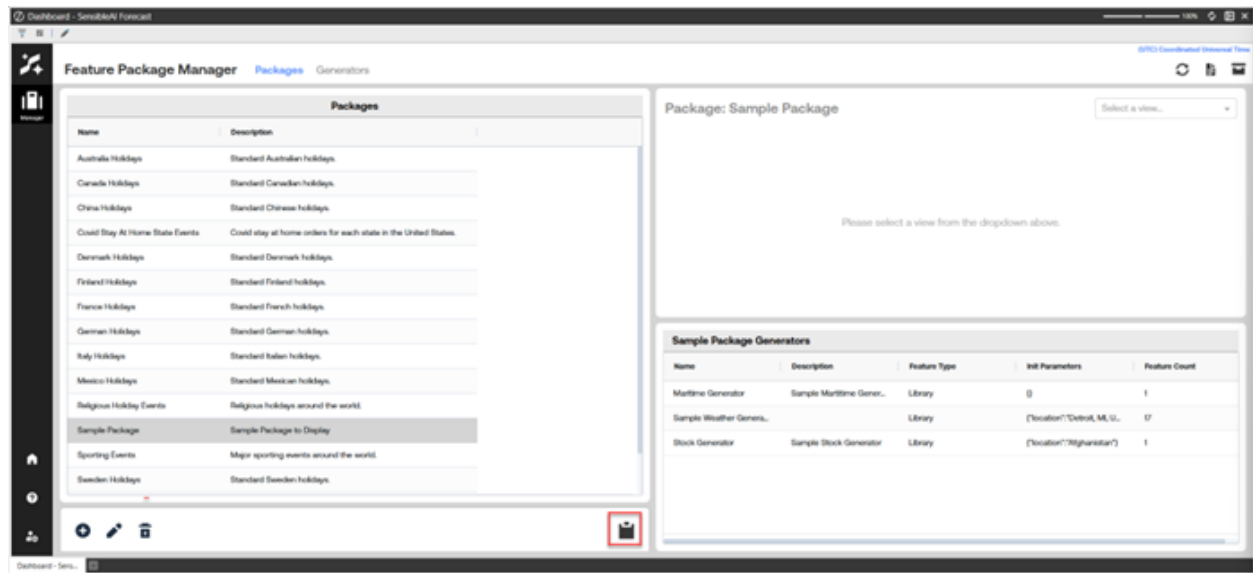 Dashboard - SensibleAI Forecast
100%
(UTC) Coordinated Universal Time
Feature Package Manager Packages Generators
Manager
Packages
Name Description
Australia Holidays Standard Australian holidays.
Canada Holidays Standard Canadian holidays.
China Holidays Standard Chinese holidays.
Covid Stay At Home State Events Covid stay at home orders for each state in the United States.
Denmark Holidays Standard Denmark holidays.
Finland Holidays Standard Finland holidays.
France Holidays Standard French holidays.
German Holidays Standard German holidays.
Italy Holidays Standard Italian holidays.
Mexico Holidays Standard Mexican holidays.
Religious Holiday Events Religious holidays around the world.
Sample Package Sample Package to Display
Sporting Events Major sporting events around the world.
Sweden Holidays Standard Sweden holidays.
Package: Sample Package Select a view...
Please select a view from the dropdown above.
Sample Package Generators
Name Description Feature Type Init Parameters Feature Count
Maritime Generator Sample Martitime Gener... Library {} 1
Sample Weather Genera... Library {"location":"Detroit, MI, U... 17
Stock Generator Sample Stock Generator Library {"location":"Afghanistan"} 1
Dashboard - Sens...